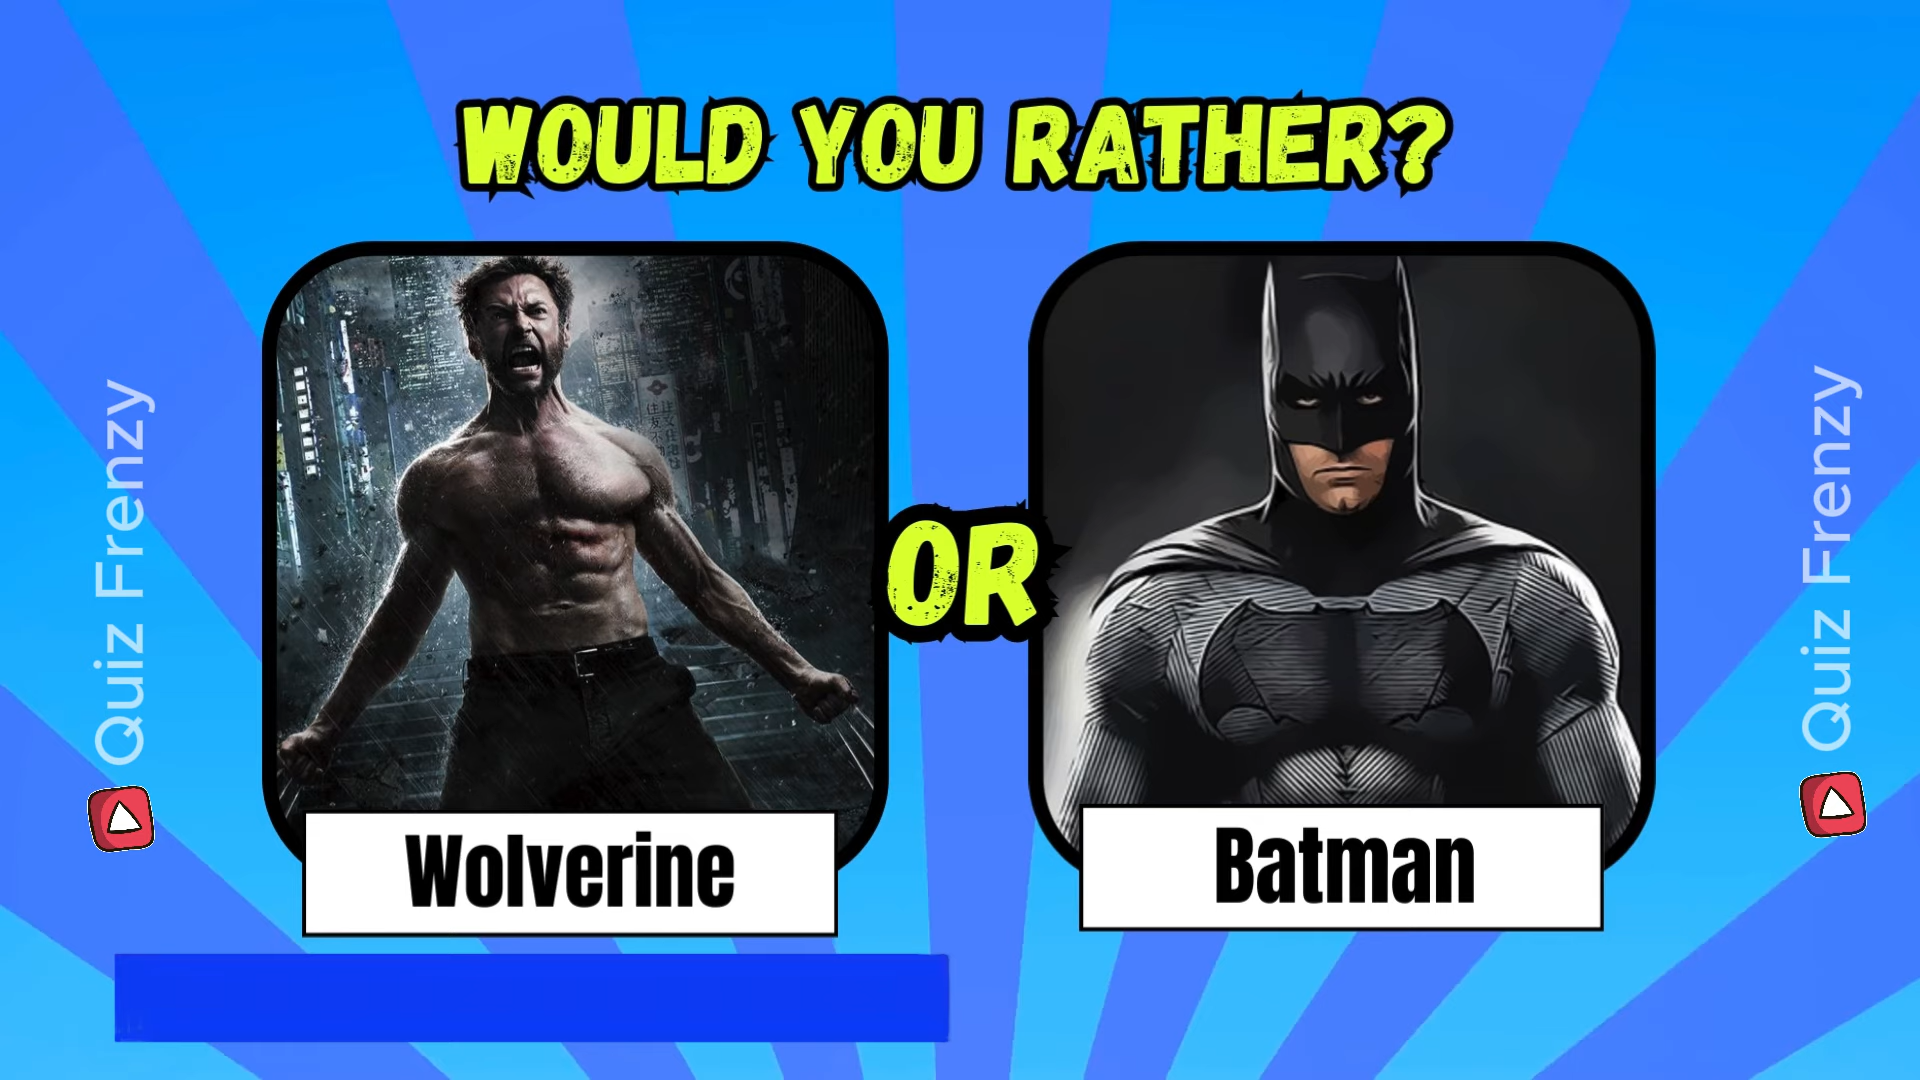 WOULD YOU RATHER?
OR
Wolverine
Batman
Quiz Frenzy
Quiz Frenzy